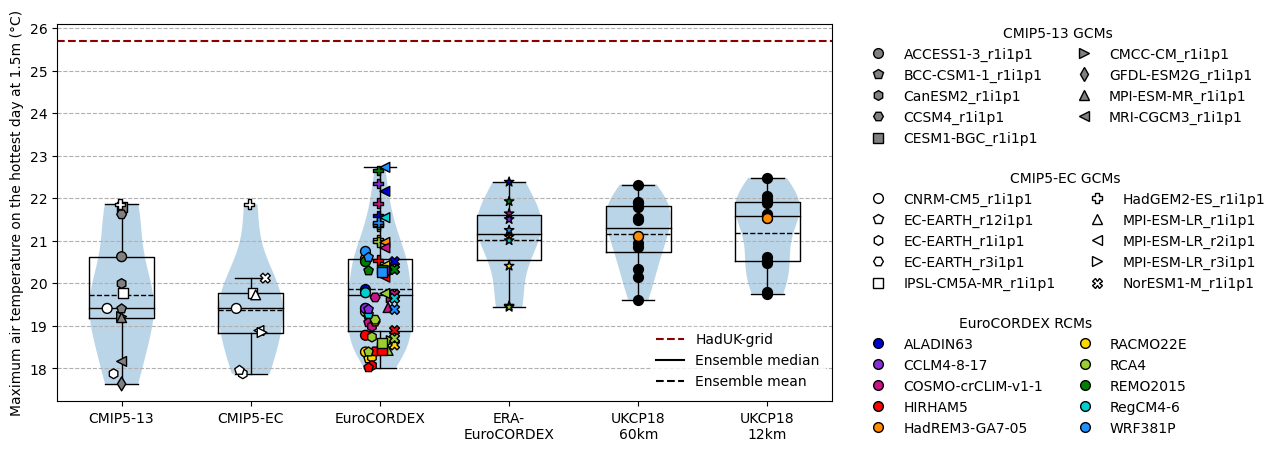 Maximum air temperature on the hottest day at 1.5m (°C)
26
25
24
23
22
21
20
19
18
CMIP5-13
CMIP5-EC
EuroCORDEX
ERA-
EuroCORDEX
UKCP18
60km
UKCP18
12km
HadUK-grid
Ensemble median
Ensemble mean
CMIP5-13 GCMs
ACCESS1-3_r1i1p1
BCC-CSM1-1_r1i1p1
CanESM2_r1i1p1
CCSM4_r1i1p1
CESM1-BGC_r1i1p1
CMCC-CM_r1i1p1
GFDL-ESM2G_r1i1p1
MPI-ESM-MR_r1i1p1
MRI-CGCM3_r1i1p1
CMIP5-EC GCMs
CNRM-CM5_r1i1p1
EC-EARTH_r12i1p1
EC-EARTH_r1i1p1
EC-EARTH_r3i1p1
IPSL-CM5A-MR_r1i1p1
HadGEM2-ES_r1i1p1
MPI-ESM-LR_r1i1p1
MPI-ESM-LR_r2i1p1
MPI-ESM-LR_r3i1p1
NorESM1-M_r1i1p1
EuroCORDEX RCMs
ALADIN63
CCLM4-8-17
COSMO-crCLIM-v1-1
HIRHAM5
HadREM3-GA7-05
RACMO22E
RCA4
REMO2015
RegCM4-6
WRF381P